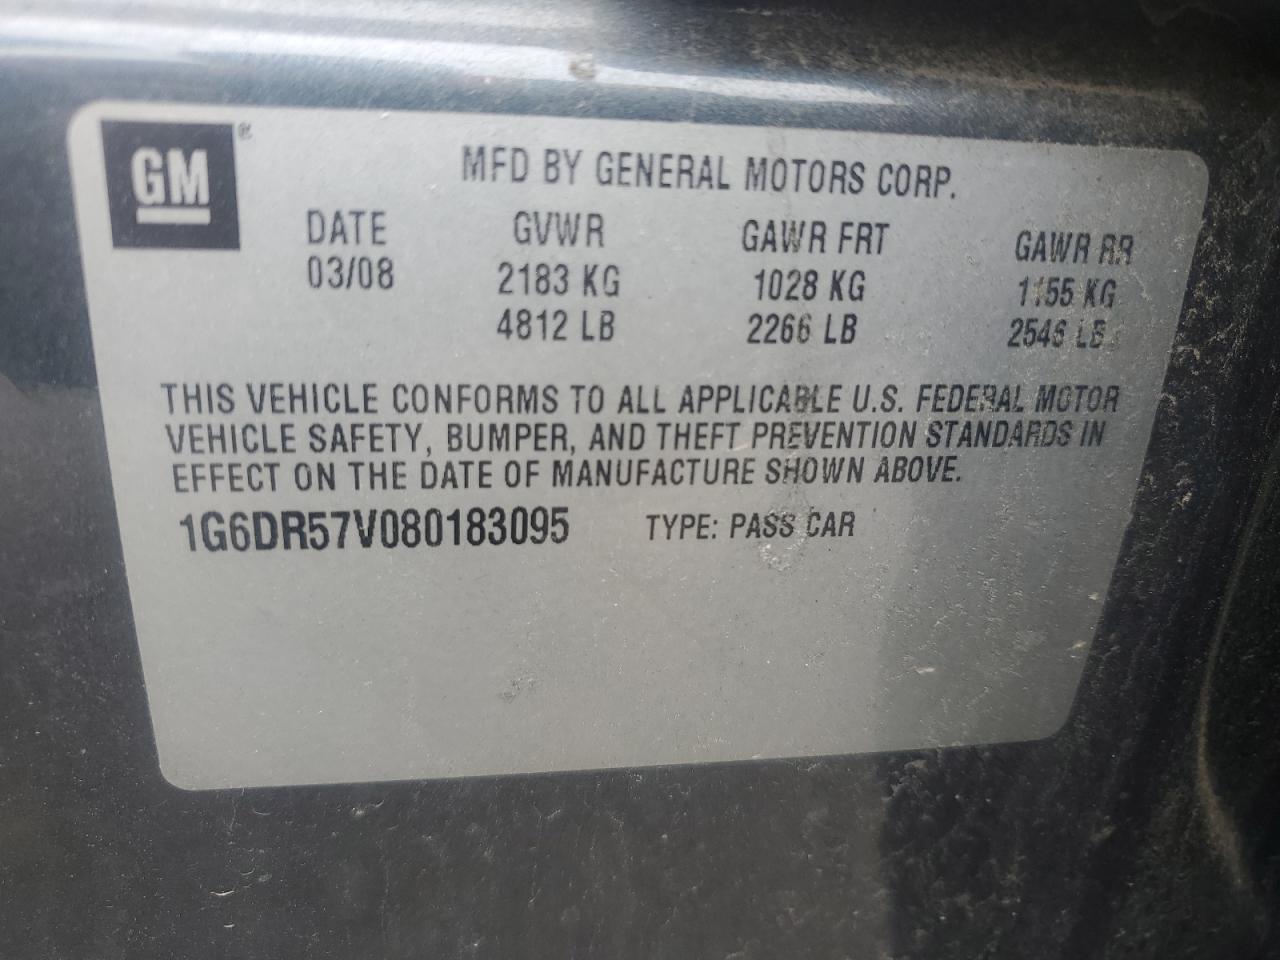 GM ®
MFD BY GENERAL MOTORS CORP.
DATE GVWR GAWR FRT GAWR RR
03/08 2183 KG 1028 KG 1155 KG
4812 LB 2266 LB 2546 LB
THIS VEHICLE CONFORMS TO ALL APPLICABLE U.S. FEDERAL MOTOR
VEHICLE SAFETY, BUMPER, AND THEFT PREVENTION STANDARDS IN
EFFECT ON THE DATE OF MANUFACTURE SHOWN ABOVE.
1G6DR57V080183095 TYPE: PASS CAR